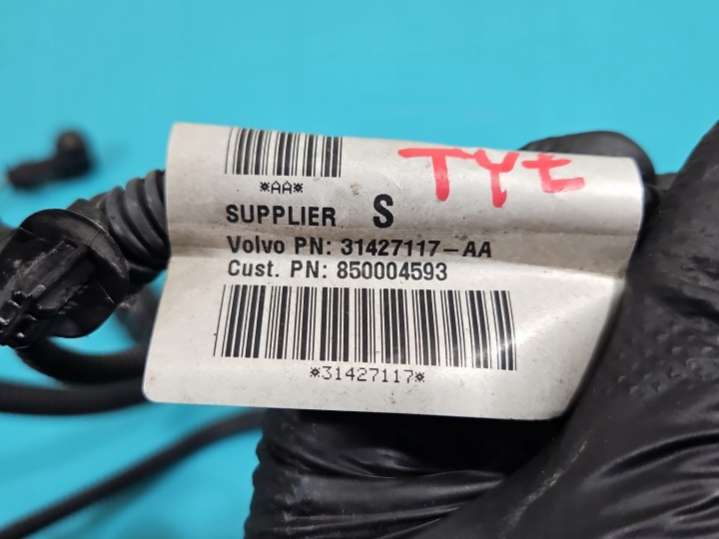 TYŁ
*AA*
SUPPLIER S
Volvo PN: 31427117-AA
Cust. PN: 850004593
*31427117*